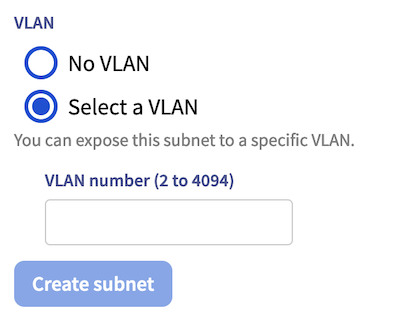 VLAN
No VLAN
Select a VLAN
You can expose this subnet to a specific VLAN.
VLAN number (2 to 4094)
Create subnet